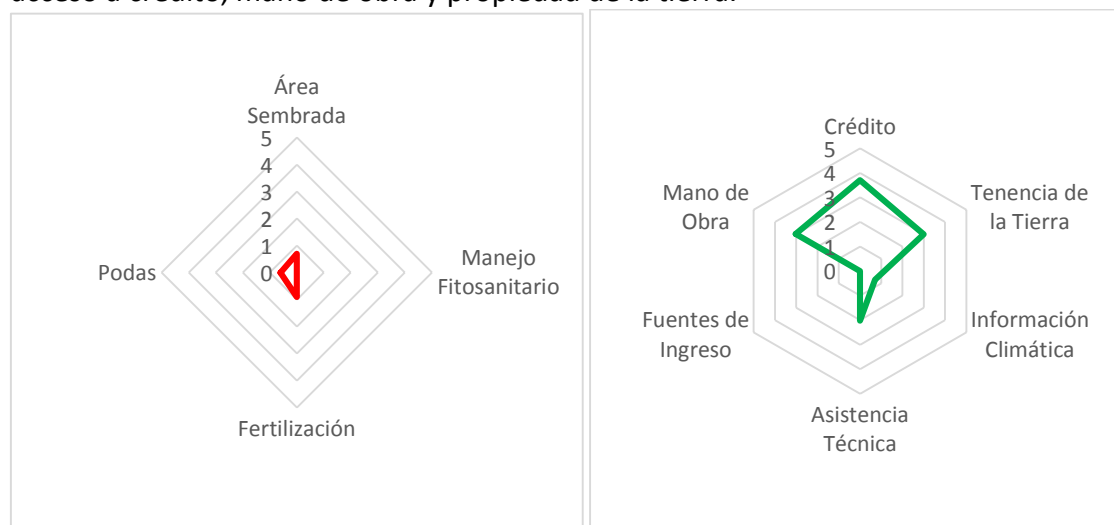 acceso a crédito, mano de obra y propiedad de la tierra.
Área
Sembrada
5
4
3
2
1
0
Podas
Manejo
Fitosanitario
Fertilización
Crédito
5
4
3
2
1
0
Mano de
Obra
Tenencia de
la Tierra
Fuentes de
Ingreso
Información
Climática
Asistencia
Técnica